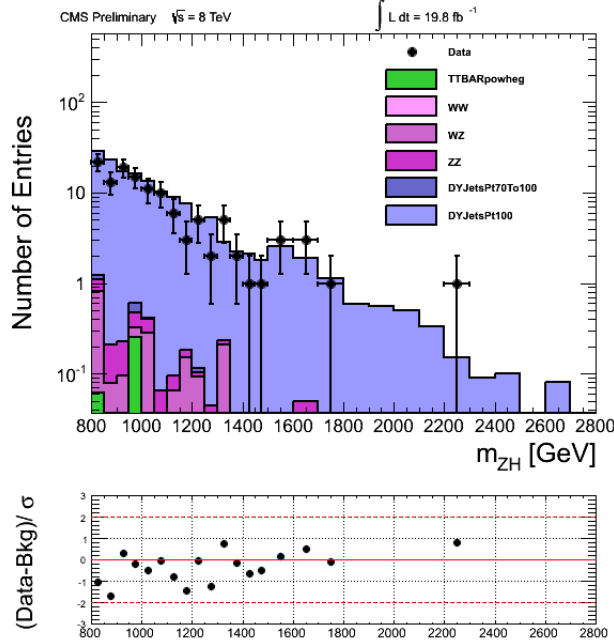 CMS Preliminary √s = 8 TeV ∫ L dt = 19.8 fb⁻¹
Data
TTBARpowheg
WW
WZ
ZZ
DYJetsPt70To100
DYJetsPt100
Number of Entries
10²
10
1
10⁻¹
800 1000 1200 1400 1600 1800 2000 2200 2400 2600 2800
m_ZH [GeV]
(Data-Bkg)/ σ
3
2
1
0
-1
-2
-3
800 1000 1200 1400 1600 1800 2000 2200 2400 2600 2800